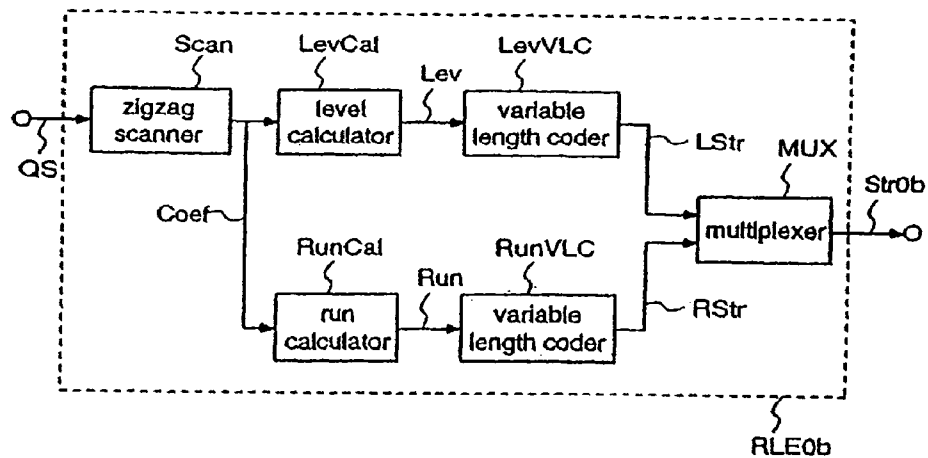 Scan
LevCal
LevVLC
Lev
zigzag
scanner
level
calculator
variable
length coder
QS
LStr
MUX
Str0b
Coef
multiplexer
RunCal
RunVLC
Run
RStr
run
calculator
variable
length coder
RLE0b